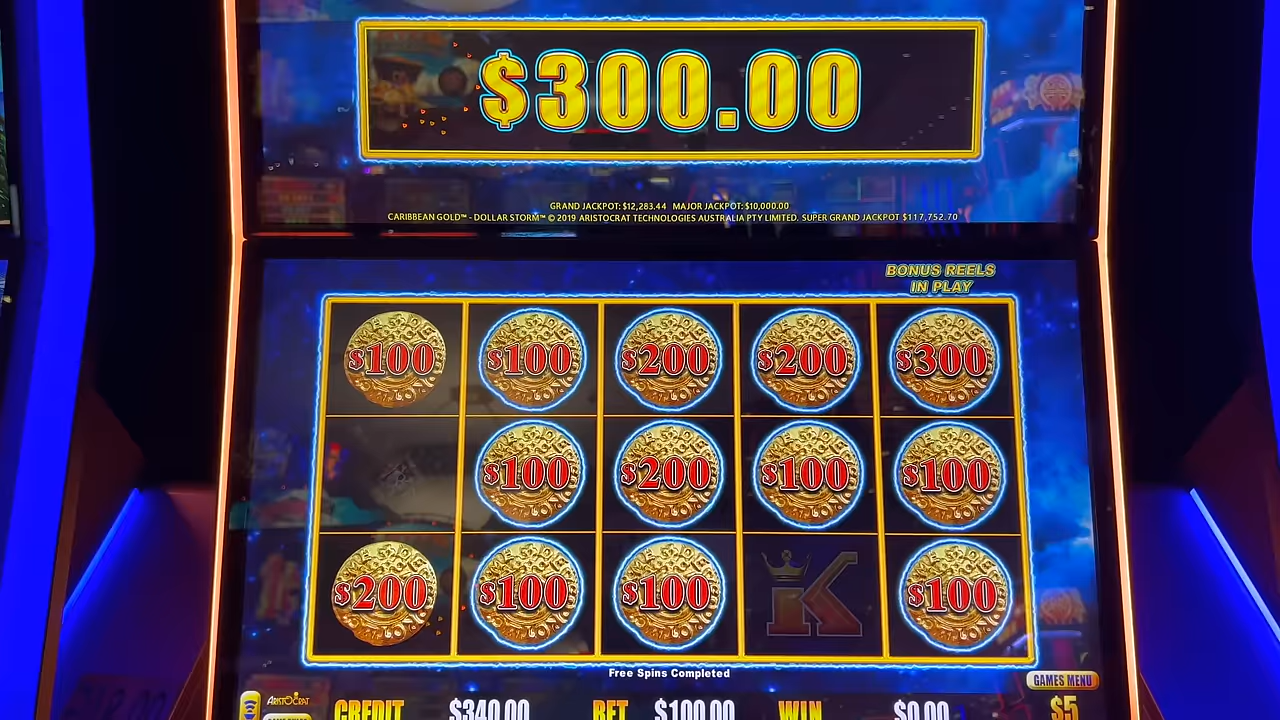 $300.00
GRAND JACKPOT: $12,283.44 MAJOR JACKPOT: $10,000.00
CARIBBEAN GOLD™ - DOLLAR STORM™ © 2019 ARISTOCRAT TECHNOLOGIES AUSTRALIA PTY LIMITED. SUPER GRAND JACKPOT $117,752.70
BONUS REELS
IN PLAY
$100 $100 $200 $200 $300
$100 $200 $100 $100
$200 $100 $100 K $100
Free Spins Completed
GAMES MENU
ARISTOCRAT
CREDIT $340.00 BET $100.00 WIN $0.00 $5